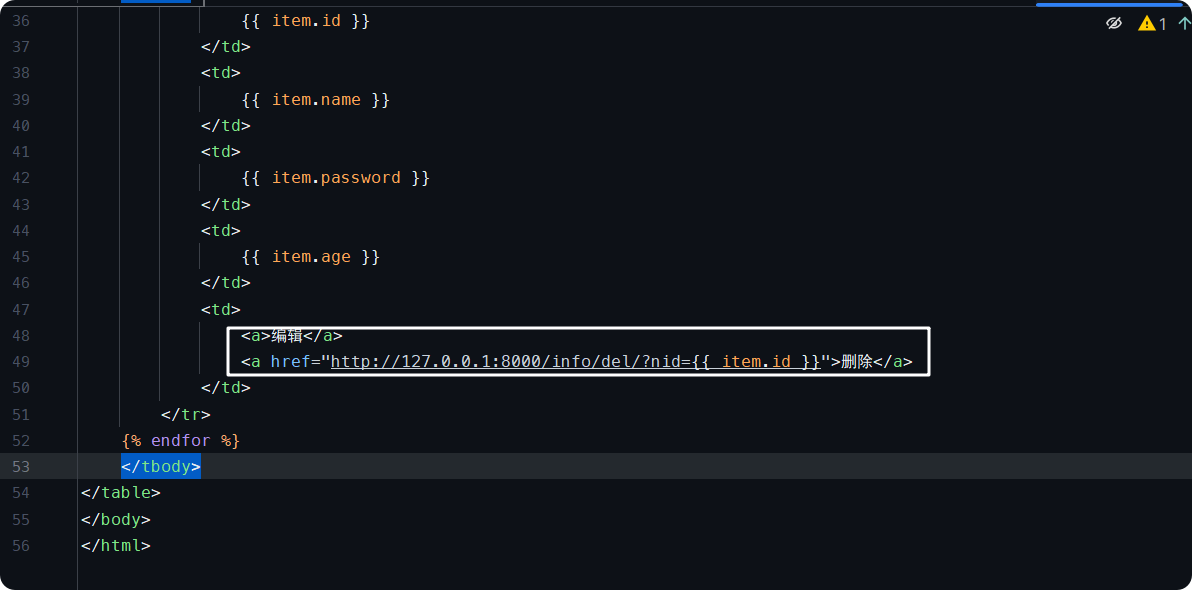 36 {{ item.id }}
1
37 </td>
38 <td>
39 {{ item.name }}
40 </td>
41 <td>
42 {{ item.password }}
43 </td>
44 <td>
45 {{ item.age }}
46 </td>
47 <td>
48 <a>编辑</a>
49 <a href="http://127.0.0.1:8000/info/del/?nid={{ item.id }}">删除</a>
50 </td>
51 </tr>
52 {% endfor %}
53 </tbody>
54 </table>
55 </body>
56 </html>